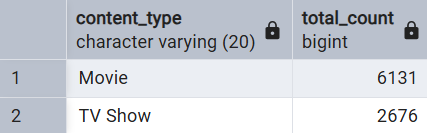 content_type total_count
character varying (20) bigint
1 Movie 6131
2 TV Show 2676